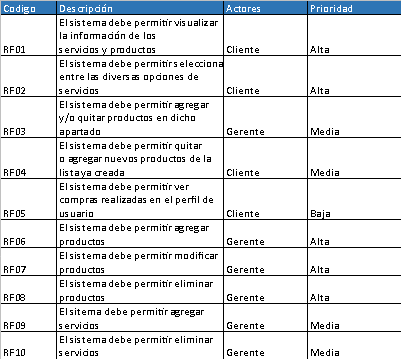 Codigo Descripción Actores Prioridad
El sistema debe permitir visualizar
la información de los
RF01 servicios y productos Cliente Alta
El sistema debe permitirs elecciona
entre las diversas opciones de
RF02 servicios Cliente Alta
El sistema debe permitir agregar
y/o quitar productos en dicho
RF03 apartado Gerente Media
El sistema debe permitir quitar
o agregar nuevos productos de la
RF04 lista ya creada Cliente Media
El sistema debe permitir ver
compras realizadas en el perfil de
RF05 usuario Cliente Baja
El sistema debe permitir agregar
RF06 productos Gerente Alta
El sistema debe permitir modificar
RF07 productos Gerente Alta
El sistema debe permitir eliminar
RF08 productos Gerente Alta
El sitema debe permitir agregar
RF09 servicios Gerente Media
El sistema debe permitir eliminar
RF10 servicios Gerente Media